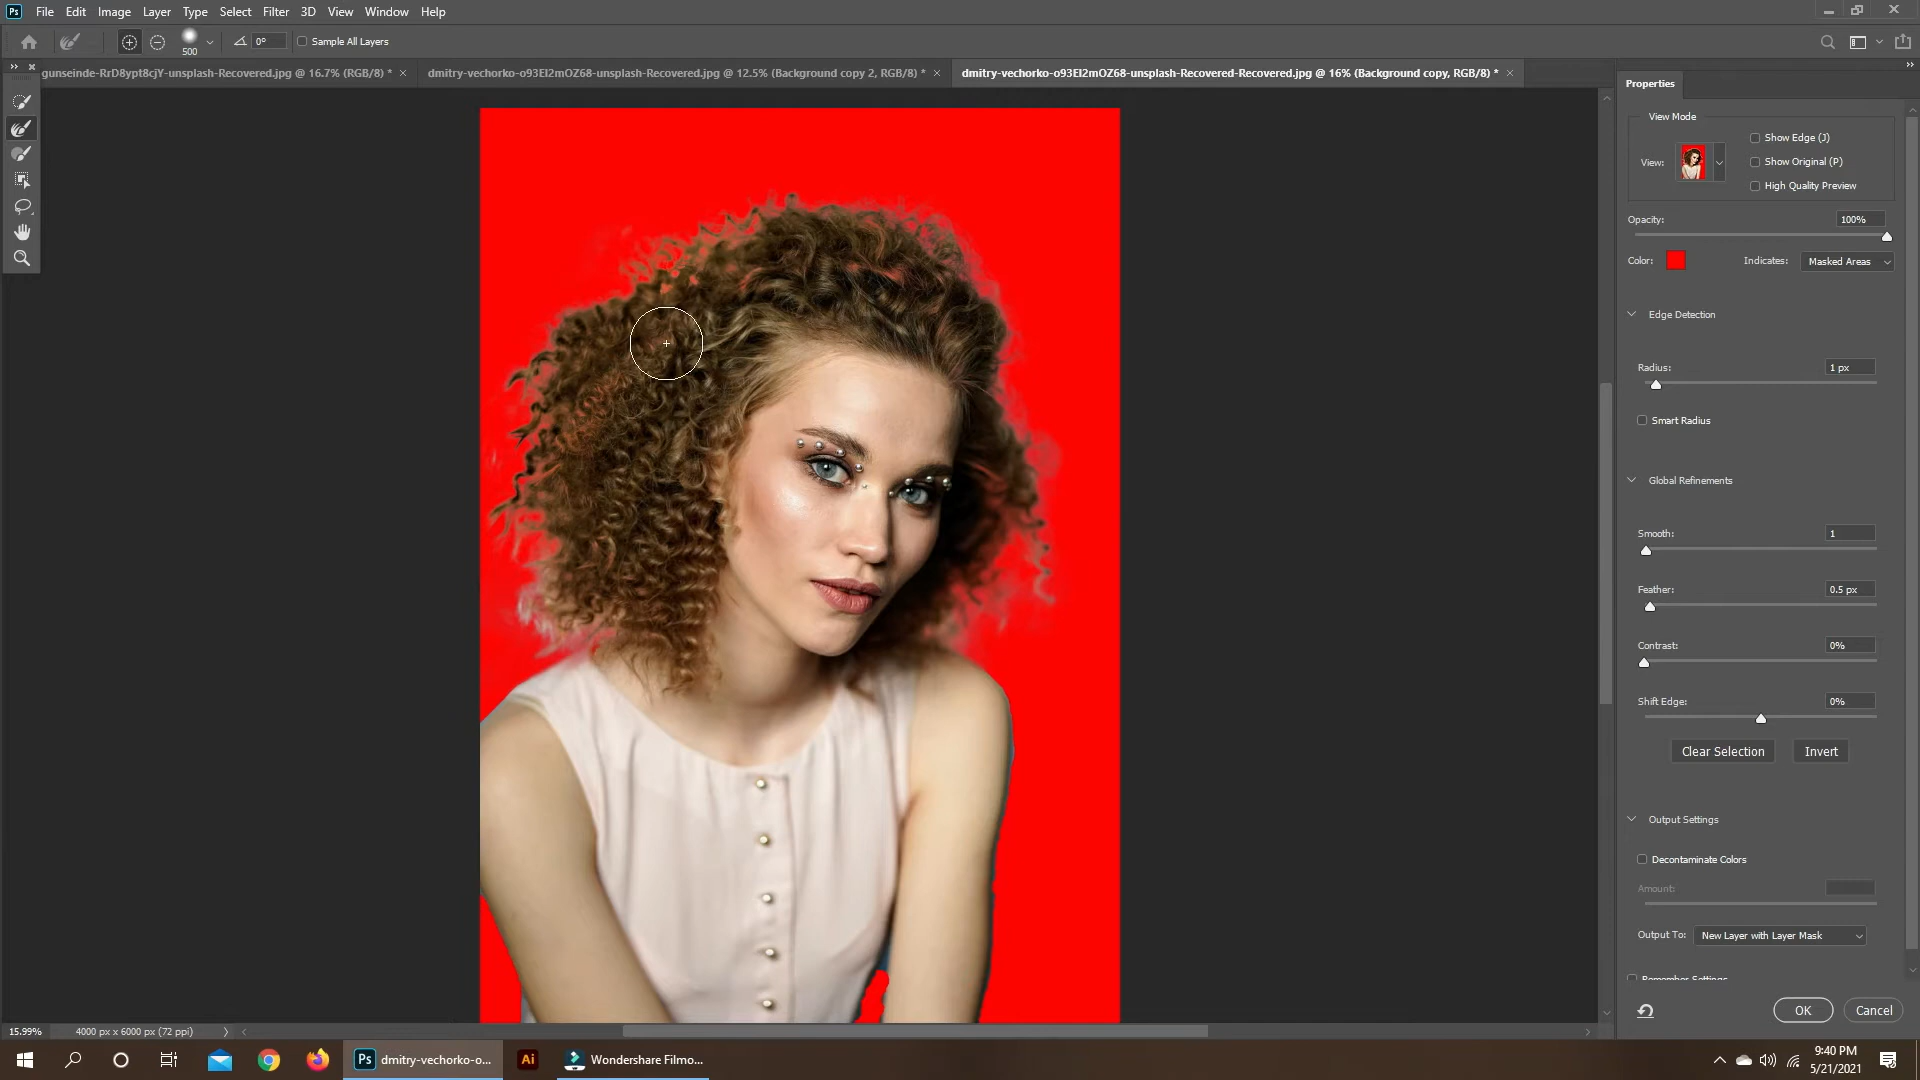 Ps File Edit Image Layer Type Select Filter 3D View Window Help
500 0° Sample All Layers
gunseinde-RrD8ypt8cjY-unsplash-Recovered.jpg @ 16.7% (RGB/8) * × dmitry-vechorko-o93EI2mOZ68-unsplash-Recovered.jpg @ 12.5% (Background copy 2, RGB/8) * × dmitry-vechorko-o93EI2mOZ68-unsplash-Recovered-Recovered.jpg @ 16% (Background copy, RGB/8) * ×
Properties
View Mode
Show Edge (J)
View:
Show Original (P)
High Quality Preview
Opacity: 100%
Color: Indicates: Masked Areas
Edge Detection
Radius: 1 px
Smart Radius
Global Refinements
Smooth: 1
Feather: 0.5 px
Contrast: 0%
Shift Edge: 0%
Clear Selection Invert
Output Settings
Decontaminate Colors
Amount:
Output To: New Layer with Layer Mask
Remember Settings
OK Cancel
15.99% 4000 px x 6000 px (72 ppi)
Ps dmitry-vechorko-o... Ai Wondershare Filmo...
9:40 PM
5/21/2021